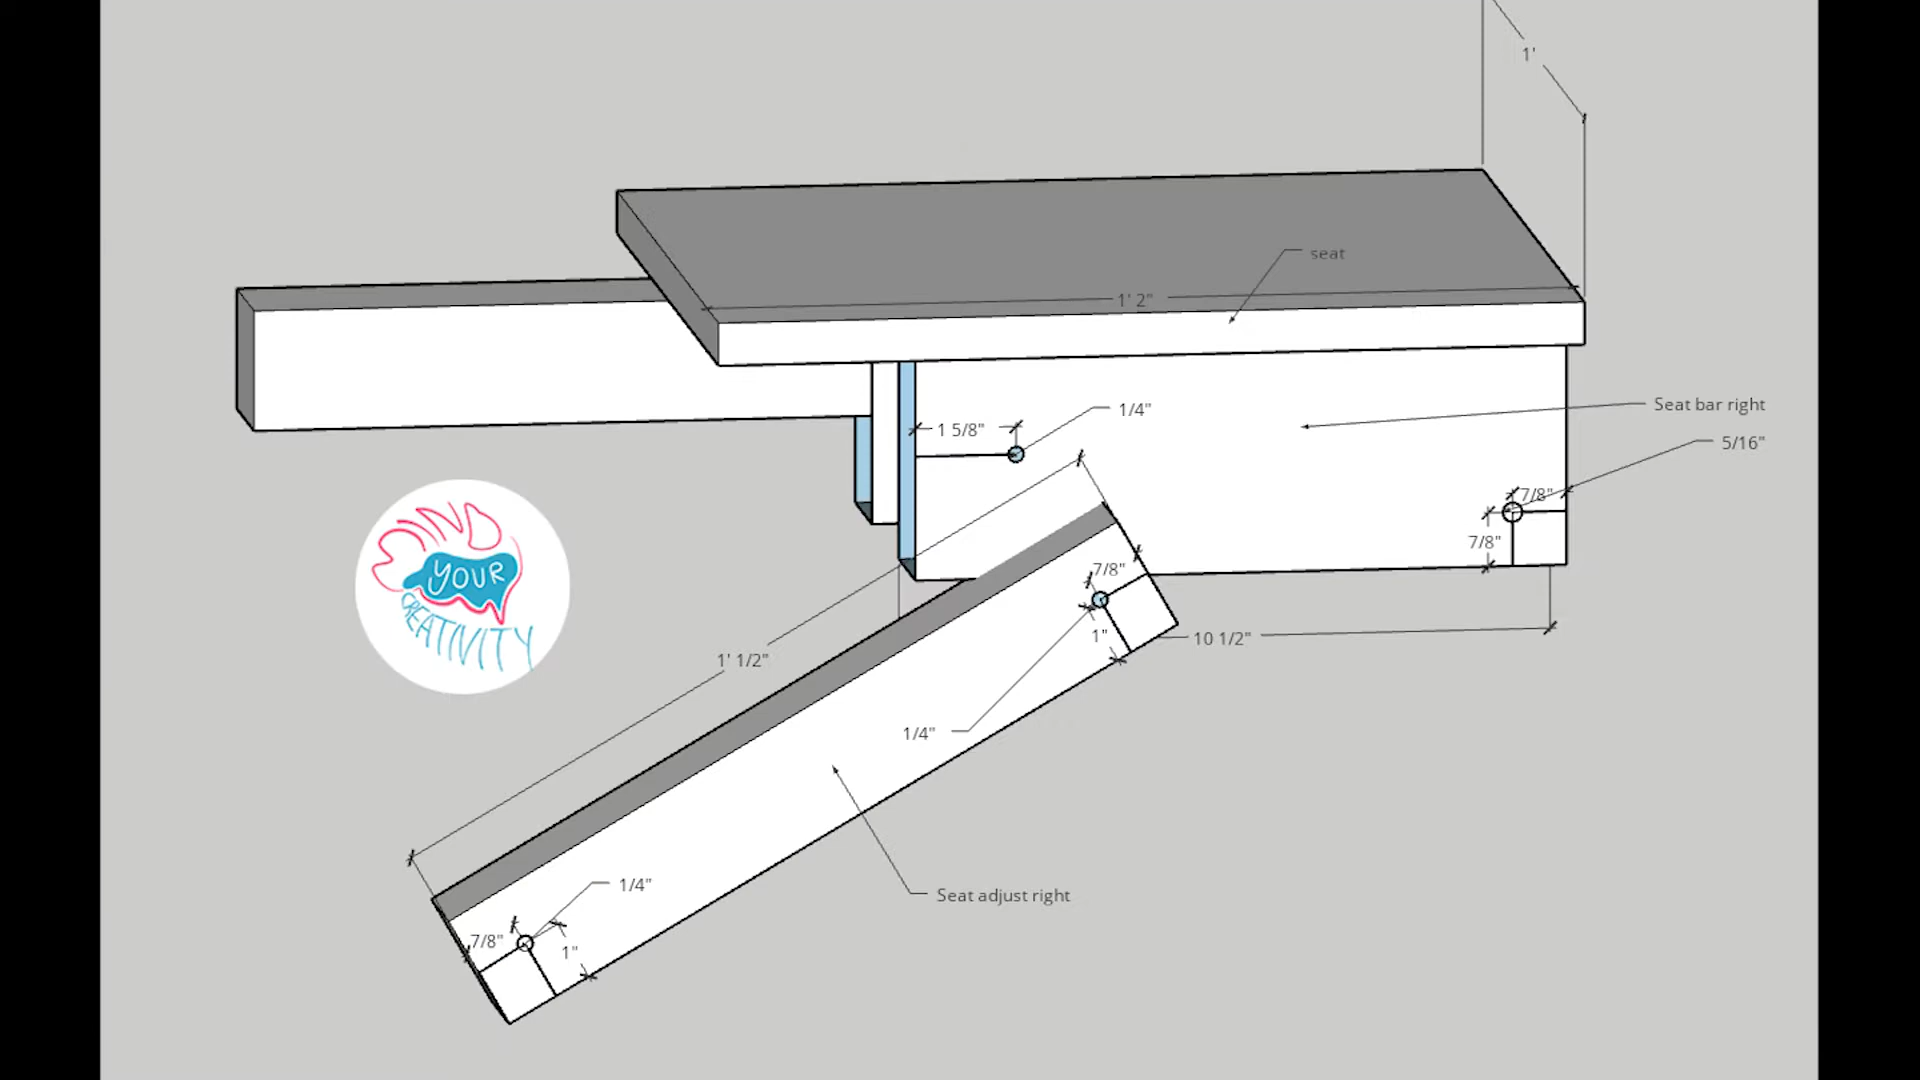 1'
seat
1' 2"
1/4"
Seat bar right
1 5/8"
5/16"
7/8"
7/8"
7/8"
1"
10 1/2"
MIND
YOUR
CREATIVITY
1' 1/2"
1/4"
1/4"
Seat adjust right
7/8"
1"